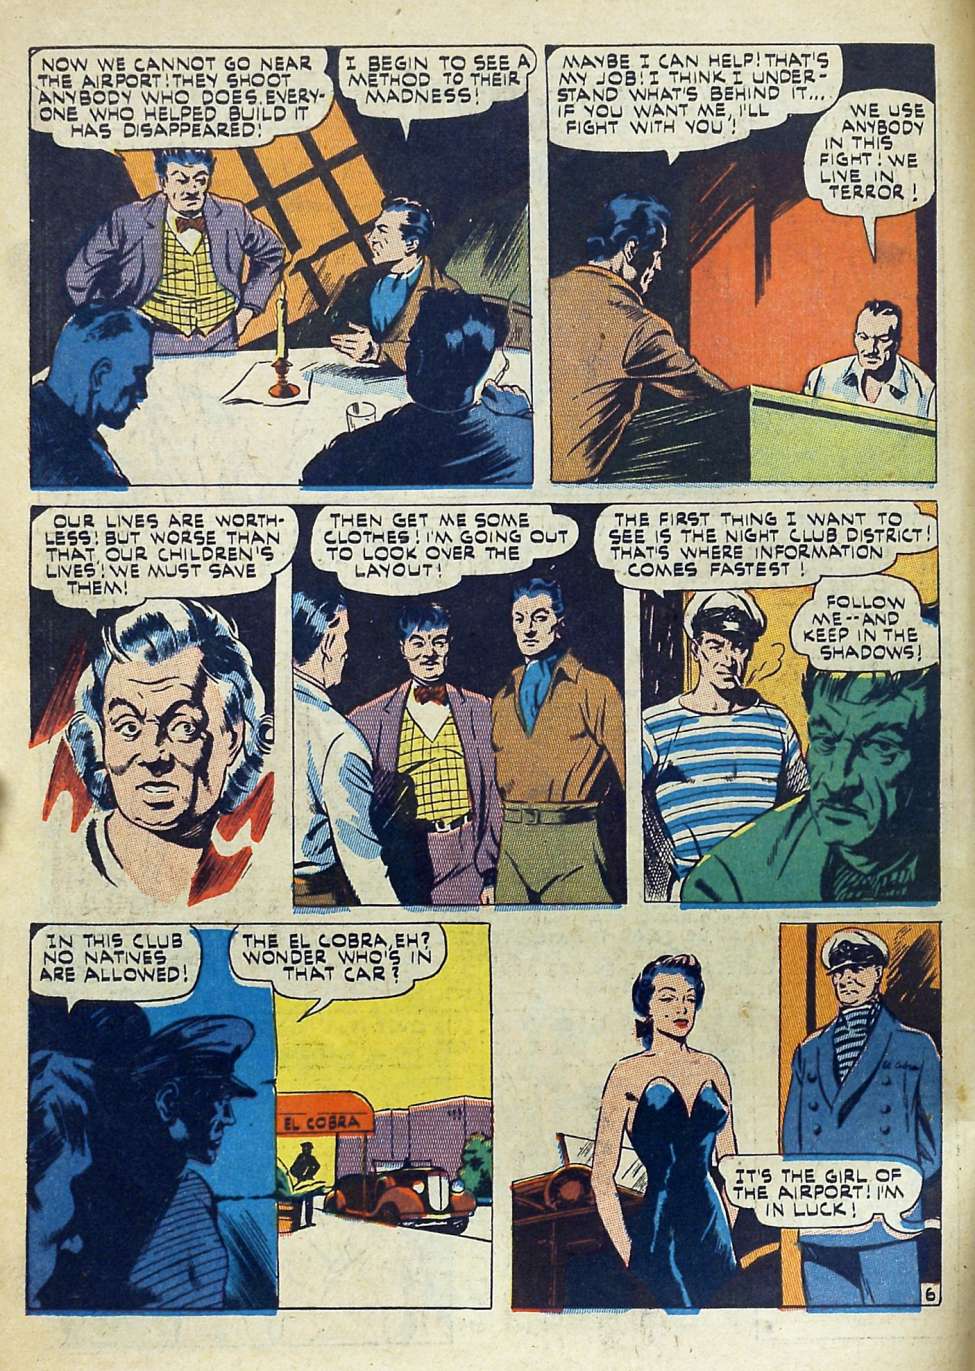 NOW WE CANNOT GO NEAR
THE AIRPORT! THEY SHOOT
ANYBODY WHO DOES. EVERY-
ONE WHO HELPED BUILD IT
HAS DISAPPEARED!
I BEGIN TO SEE A
METHOD TO THEIR
MADNESS!
MAYBE I CAN HELP! THAT'S
MY JOB! I THINK I UNDER-
STAND WHAT'S BEHIND IT...
IF YOU WANT ME, I'LL
FIGHT WITH YOU!
WE USE
ANYBODY
IN THIS
FIGHT! WE
LIVE IN
TERROR!
OUR LIVES ARE WORTH-
LESS! BUT WORSE THAN
THAT, OUR CHILDREN'S
LIVES! WE MUST SAVE
THEM!
THEN GET ME SOME
CLOTHES! I'M GOING OUT
TO LOOK OVER THE
LAYOUT!
THE FIRST THING I WANT TO
SEE IS THE NIGHT CLUB DISTRICT!
THAT'S WHERE INFORMATION
COMES FASTEST!
FOLLOW
ME--AND
KEEP IN THE
SHADOWS!
IN THIS CLUB
NO NATIVES
ARE ALLOWED!
THE EL COBRA, EH?
WONDER WHO'S IN
THAT CAR?
EL COBRA
El Cobra
IT'S THE GIRL OF
THE AIRPORT! I'M
IN LUCK!
6